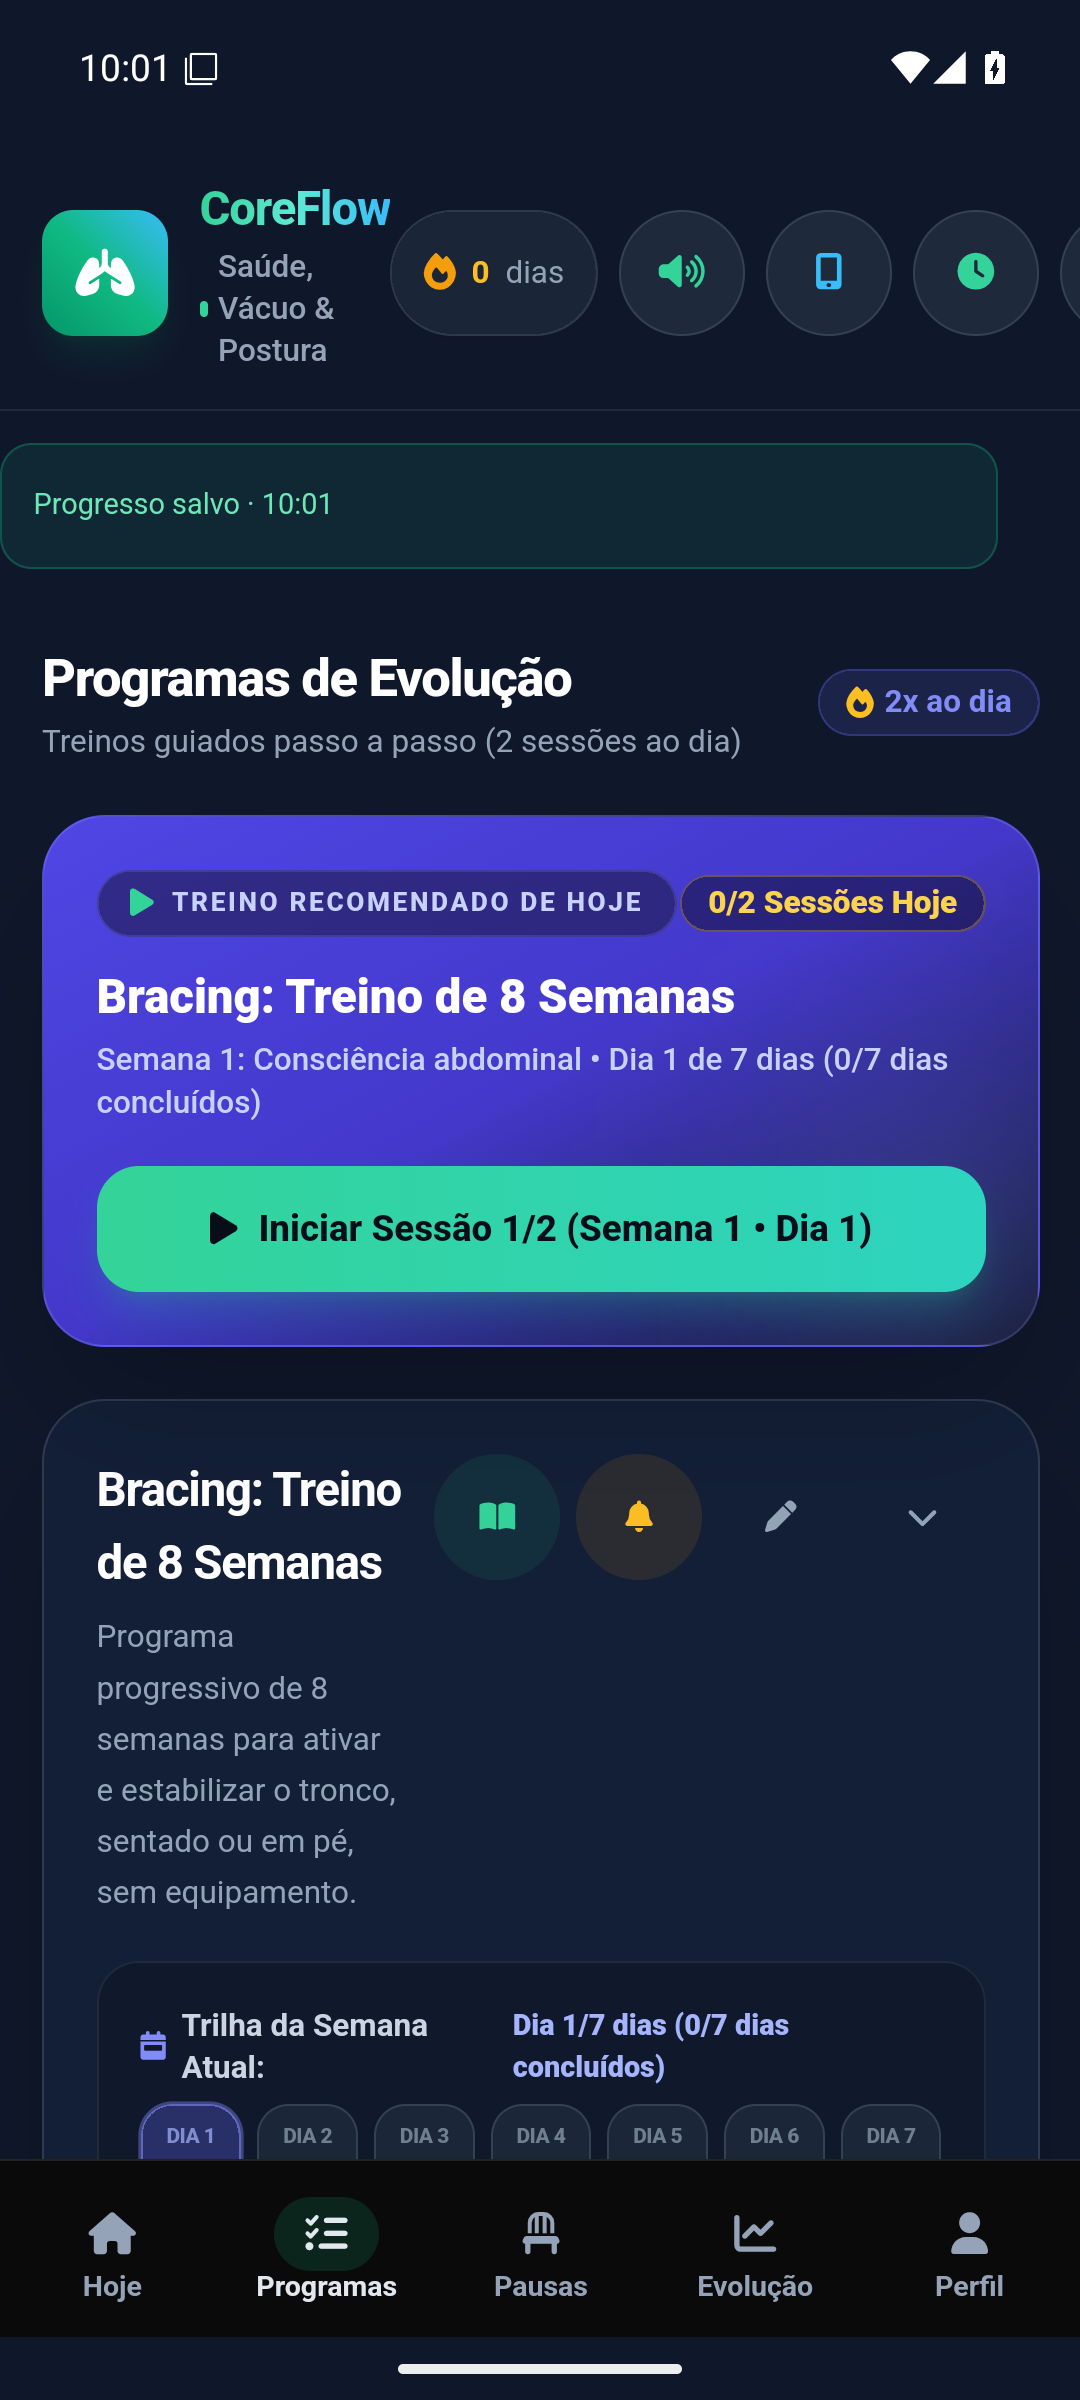 10:01
CoreFlow
Saúde,
Vácuo &
Postura
0 dias
Progresso salvo · 10:01
Programas de Evolução
Treinos guiados passo a passo (2 sessões ao dia)
2x ao dia
TREINO RECOMENDADO DE HOJE
0/2 Sessões Hoje
Bracing: Treino de 8 Semanas
Semana 1: Consciência abdominal • Dia 1 de 7 dias (0/7 dias
concluídos)
Iniciar Sessão 1/2 (Semana 1 • Dia 1)
Bracing: Treino
de 8 Semanas
Programa
progressivo de 8
semanas para ativar
e estabilizar o tronco,
sentado ou em pé,
sem equipamento.
Trilha da Semana
Atual:
Dia 1/7 dias (0/7 dias
concluídos)
DIA 1 DIA 2 DIA 3 DIA 4 DIA 5 DIA 6 DIA 7
Hoje Programas Pausas Evolução Perfil